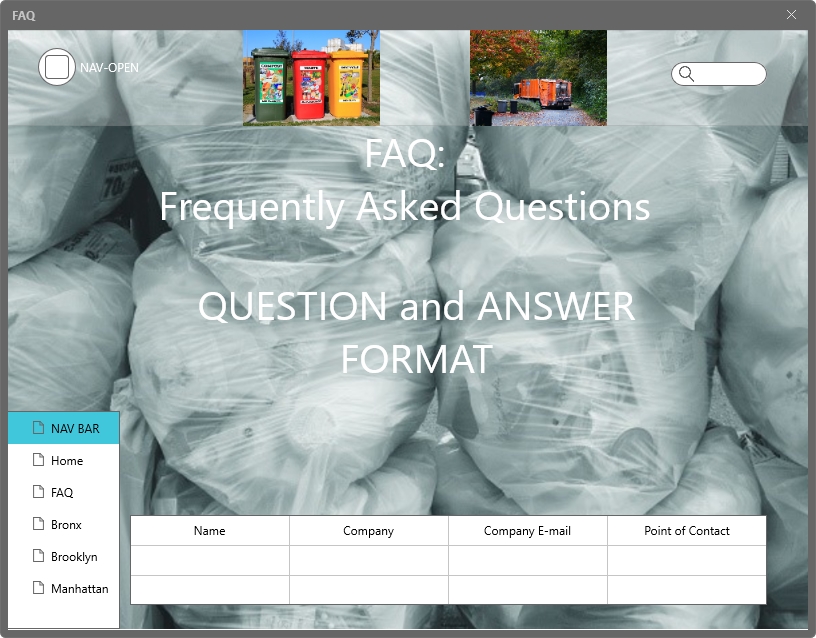 FAQ
NAV-OPEN
FAQ:
Frequently Asked Questions
QUESTION and ANSWER
FORMAT
NAV BAR
Home
FAQ
Bronx
Brooklyn
Manhattan
Name Company Company E-mail Point of Contact